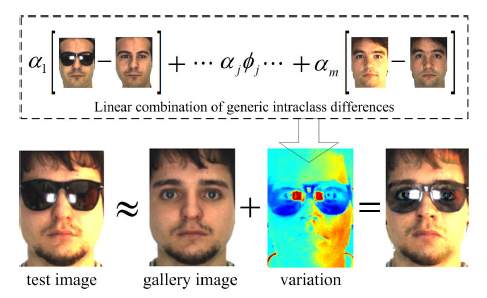 α₁[ − ] + ··· αⱼϕⱼ ··· + αₘ[ − ]
Linear combination of generic intraclass differences
≈ + =
test image gallery image variation